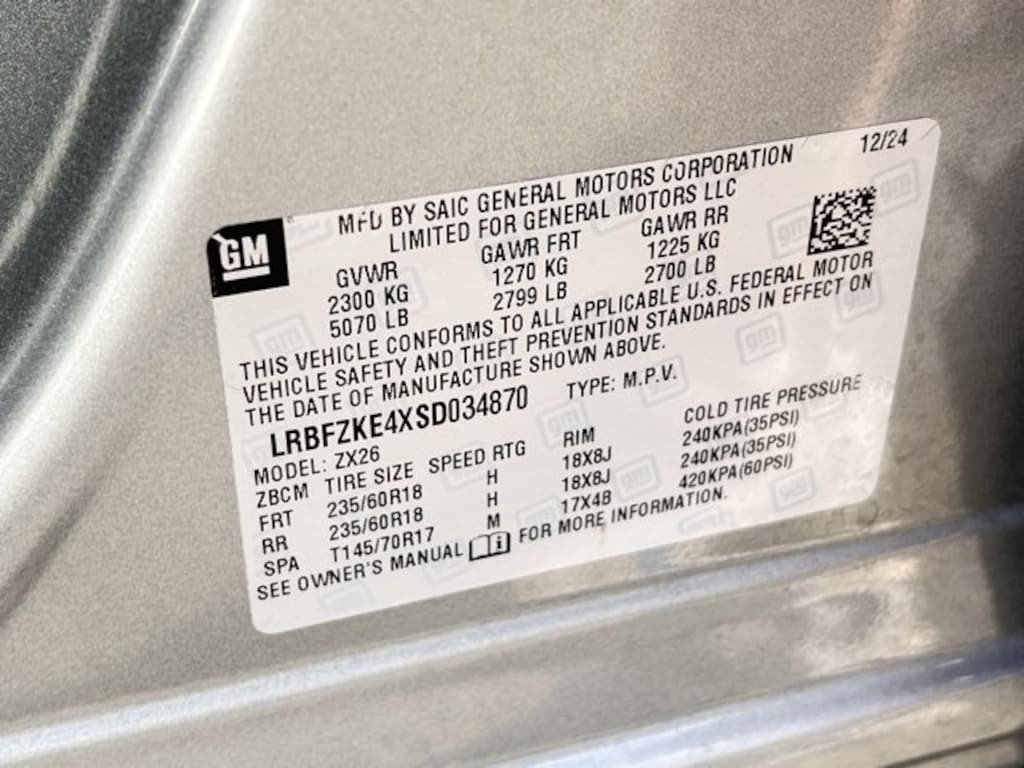 12/24
GM
MFD BY SAIC GENERAL MOTORS CORPORATION
LIMITED FOR GENERAL MOTORS LLC
GVWR GAWR FRT GAWR RR
2300 KG 1270 KG 1225 KG
5070 LB 2799 LB 2700 LB
THIS VEHICLE CONFORMS TO ALL APPLICABLE U.S. FEDERAL MOTOR
VEHICLE SAFETY AND THEFT PREVENTION STANDARDS IN EFFECT ON
THE DATE OF MANUFACTURE SHOWN ABOVE.
LRBFZKE4XSD034870 TYPE: M.P.V.
MODEL: ZX26
ZBCM TIRE SIZE SPEED RTG RIM COLD TIRE PRESSURE
FRT 235/60R18 H 18X8J 240KPA(35PSI)
RR 235/60R18 H 18X8J 240KPA(35PSI)
SPA T145/70R17 M 17X4B 420KPA(60PSI)
SEE OWNER'S MANUAL FOR MORE INFORMATION.